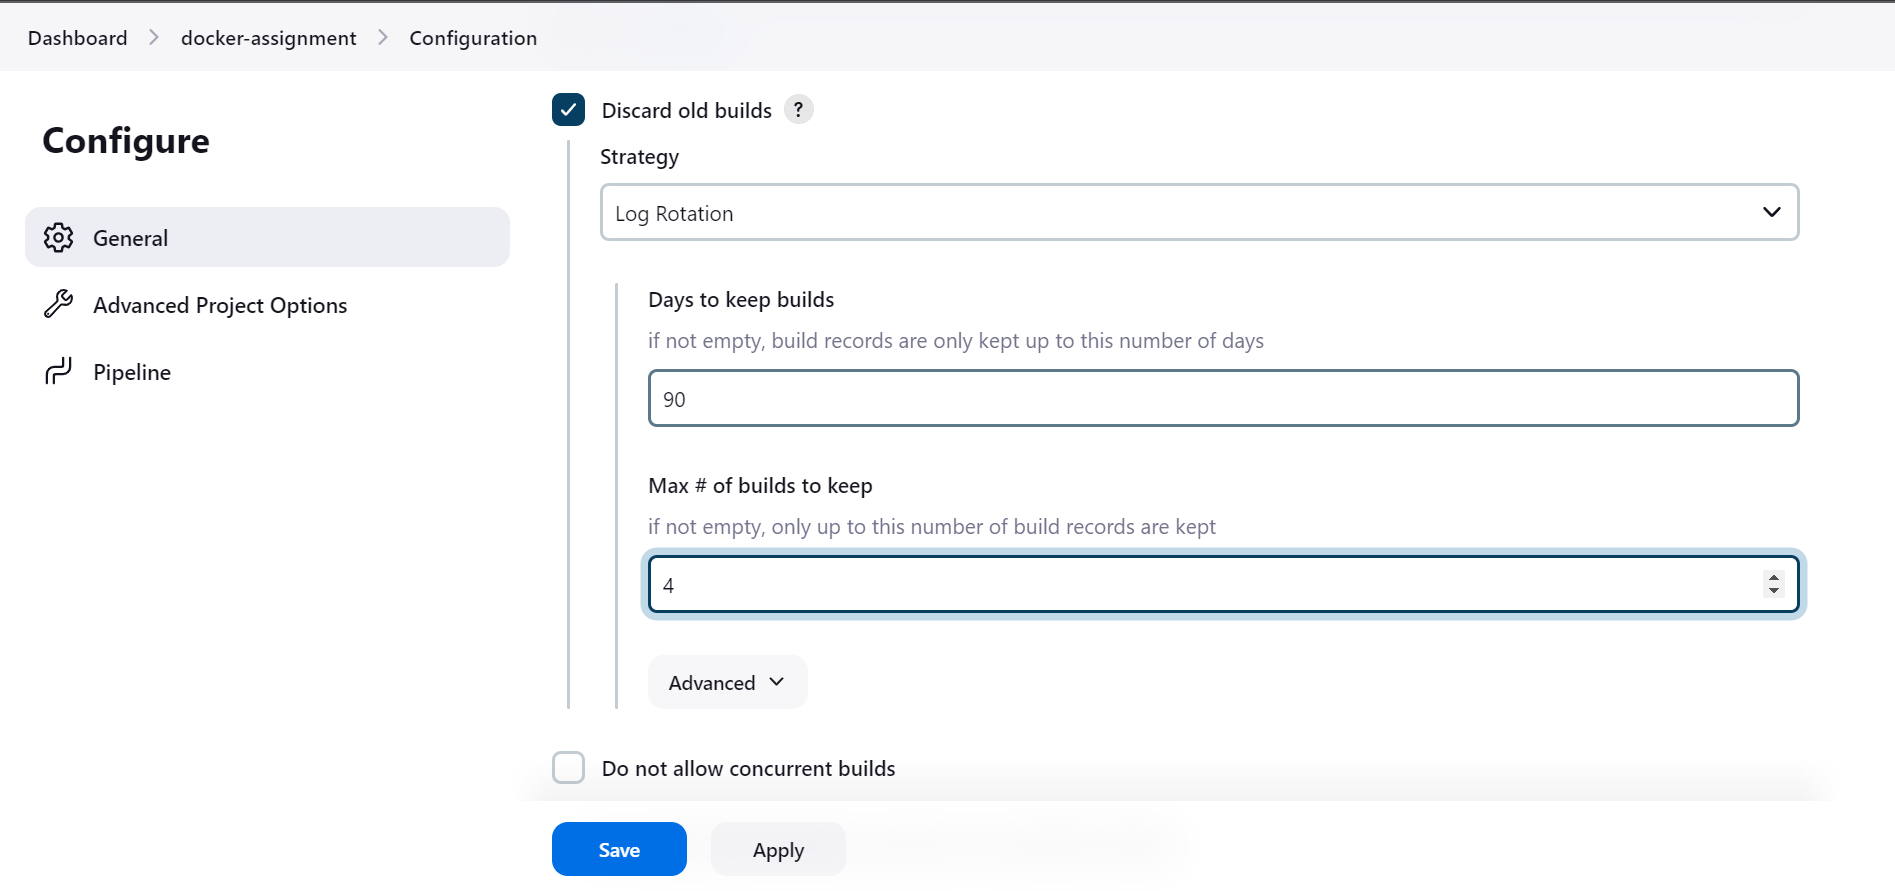 Dashboard > docker-assignment > Configuration
Configure
General
Advanced Project Options
Pipeline
Discard old builds ?
Strategy
Log Rotation
Days to keep builds
if not empty, build records are only kept up to this number of days
90
Max # of builds to keep
if not empty, only up to this number of build records are kept
4
Advanced
Do not allow concurrent builds
Save Apply